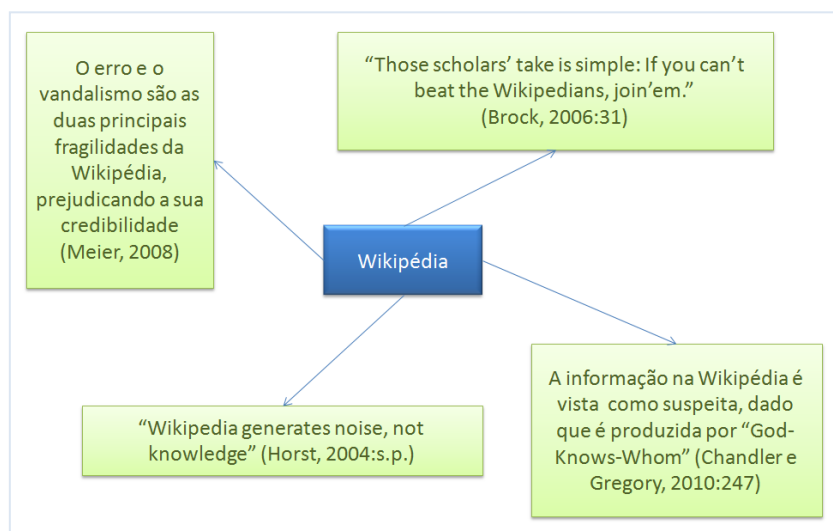 O erro e o
vandalismo são as
duas principais
fragilidades da
Wikipédia,
prejudicando a sua
credibilidade
(Meier, 2008)
“Those scholars’ take is simple: If you can’t
beat the Wikipedians, join’em.”
(Brock, 2006:31)
Wikipédia
“Wikipedia generates noise, not
knowledge” (Horst, 2004:s.p.)
A informação na Wikipédia é
vista como suspeita, dado
que é produzida por “God-
Knows-Whom” (Chandler e
Gregory, 2010:247)